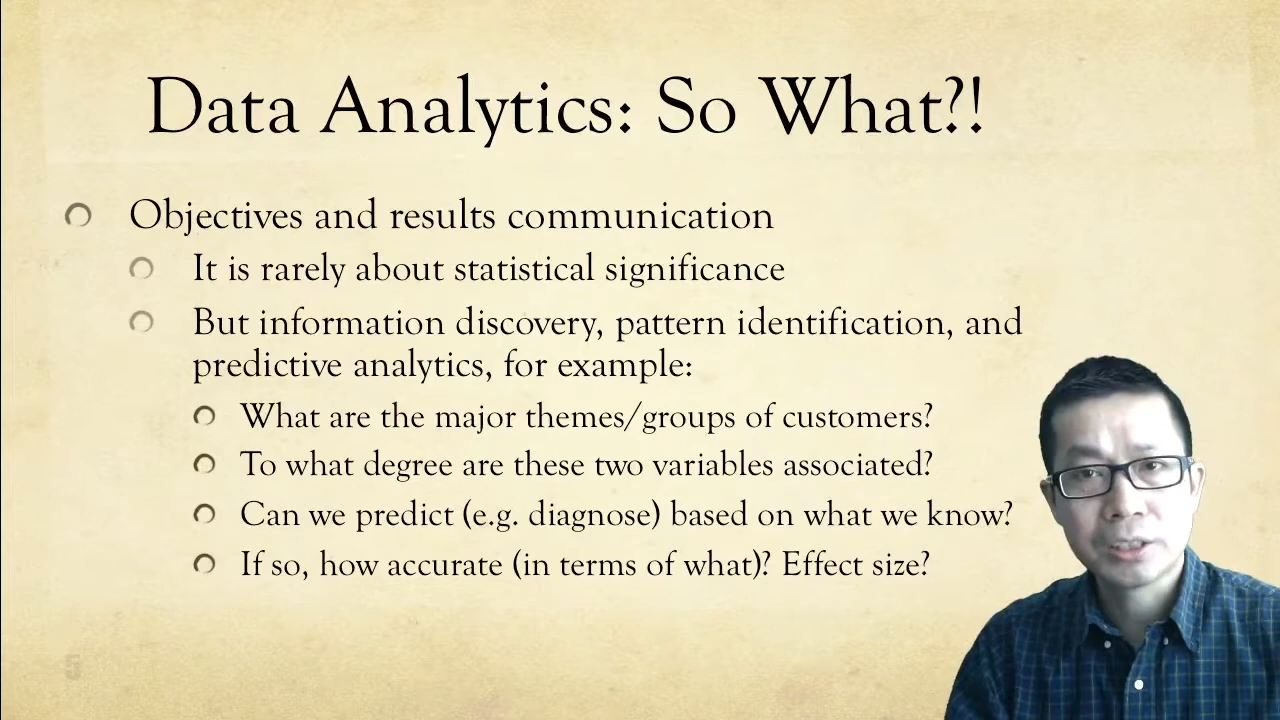 Data Analytics: So What?!
Objectives and results communication
It is rarely about statistical significance
But information discovery, pattern identification, and
predictive analytics, for example:
What are the major themes/groups of customers?
To what degree are these two variables associated?
Can we predict (e.g. diagnose) based on what we know?
If so, how accurate (in terms of what)? Effect size?
5